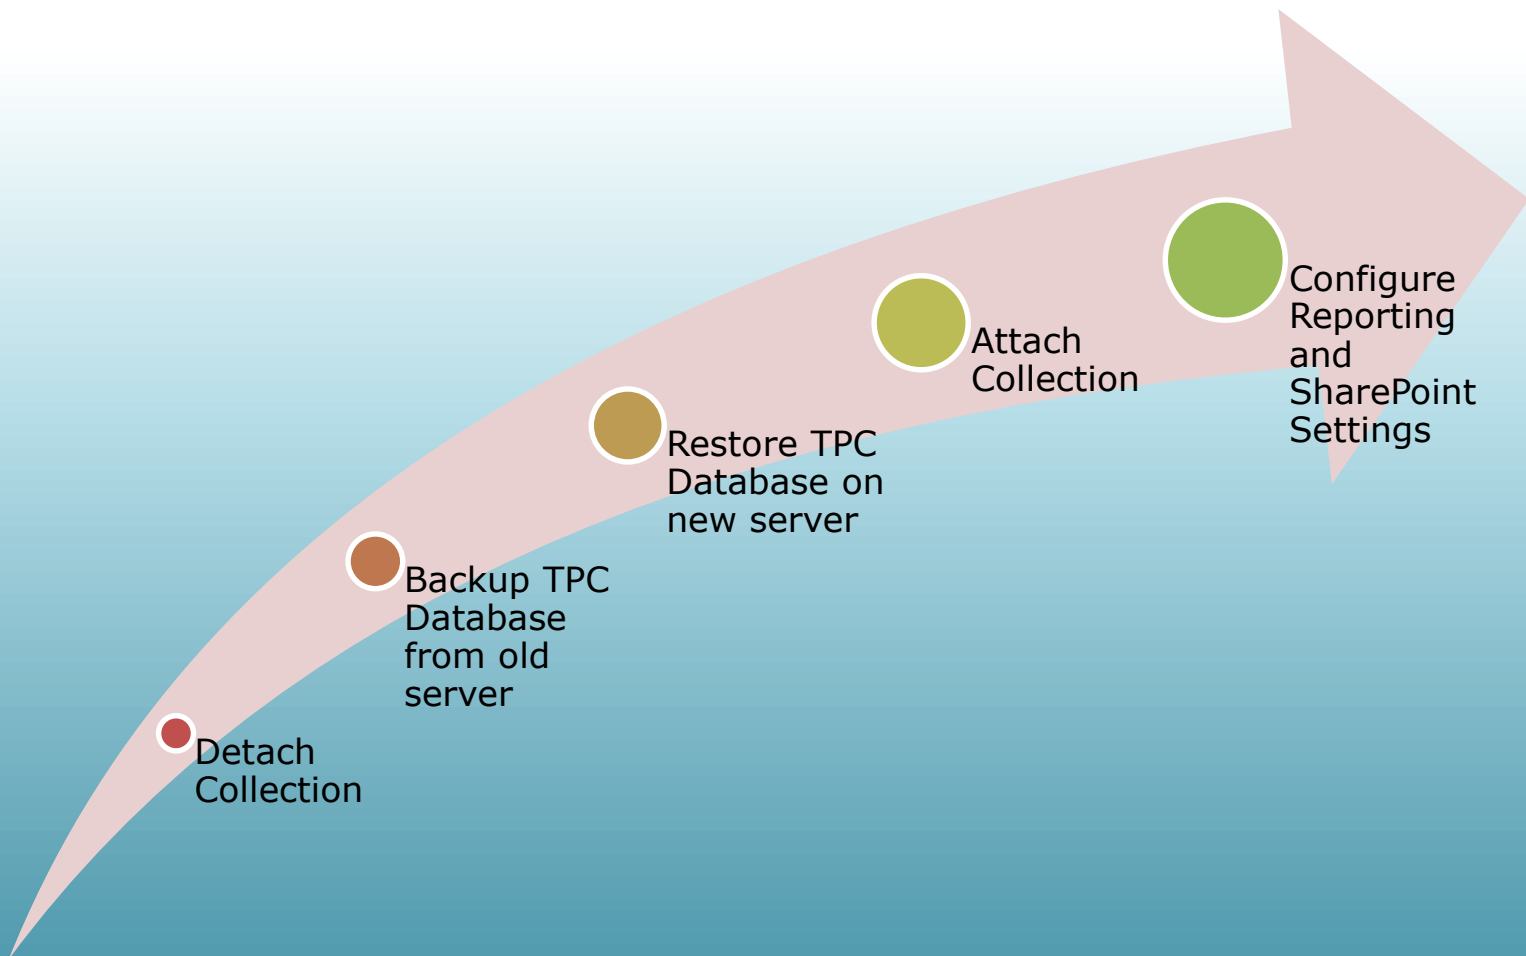 Detach
Collection
Backup TPC
Database
from old
server
Restore TPC
Database on
new server
Attach
Collection
Configure
Reporting
and
SharePoint
Settings